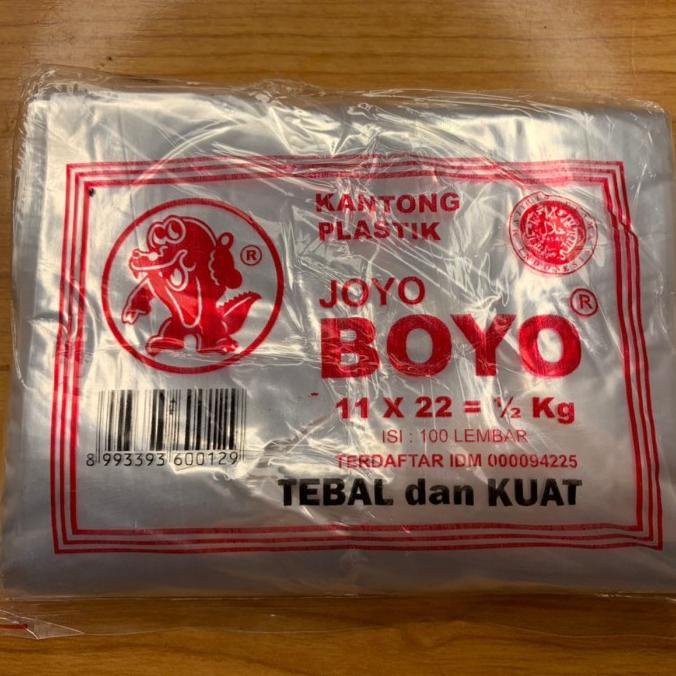 KANTONG
PLASTIK
JOYO
BOYO
®
®
11 X 22 = ½ Kg
ISI : 100 LEMBAR
TERDAFTAR IDM 000094225
TEBAL dan KUAT
8 993393 600129